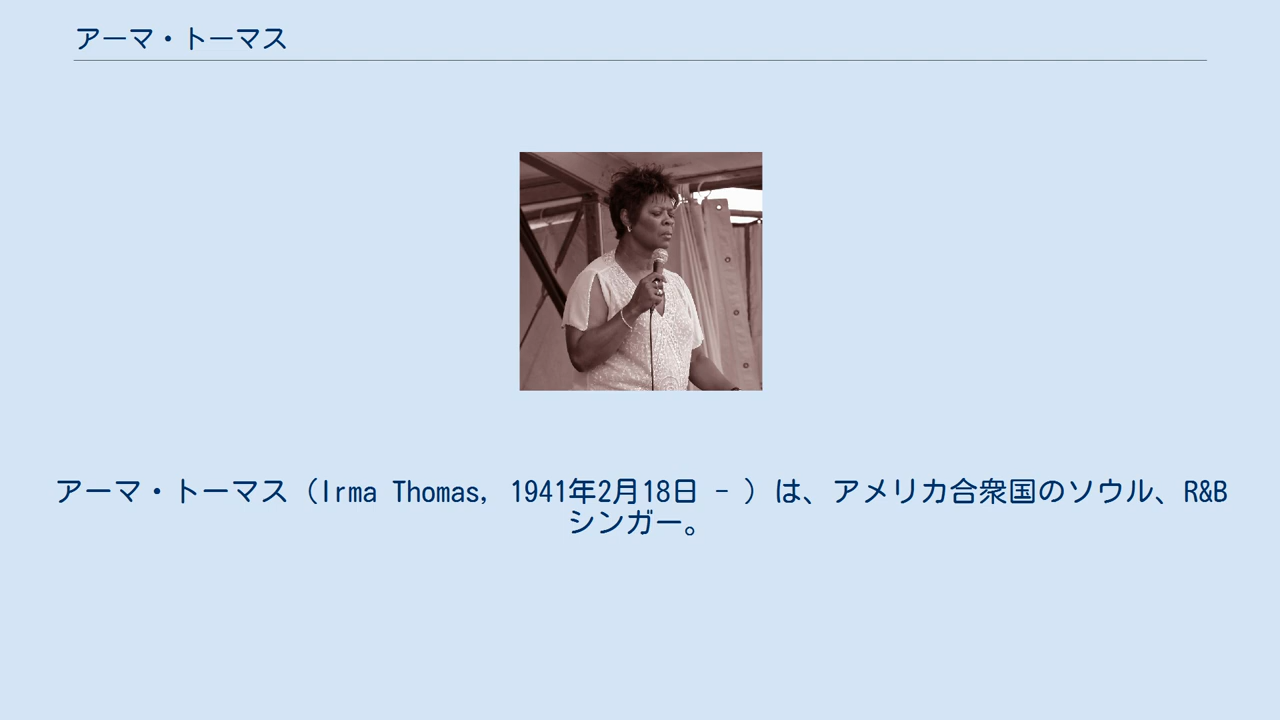 アーマ・トーマス
アーマ・トーマス（Irma Thomas, 1941年2月18日 - ）は、アメリカ合衆国のソウル、R&B
シンガー。